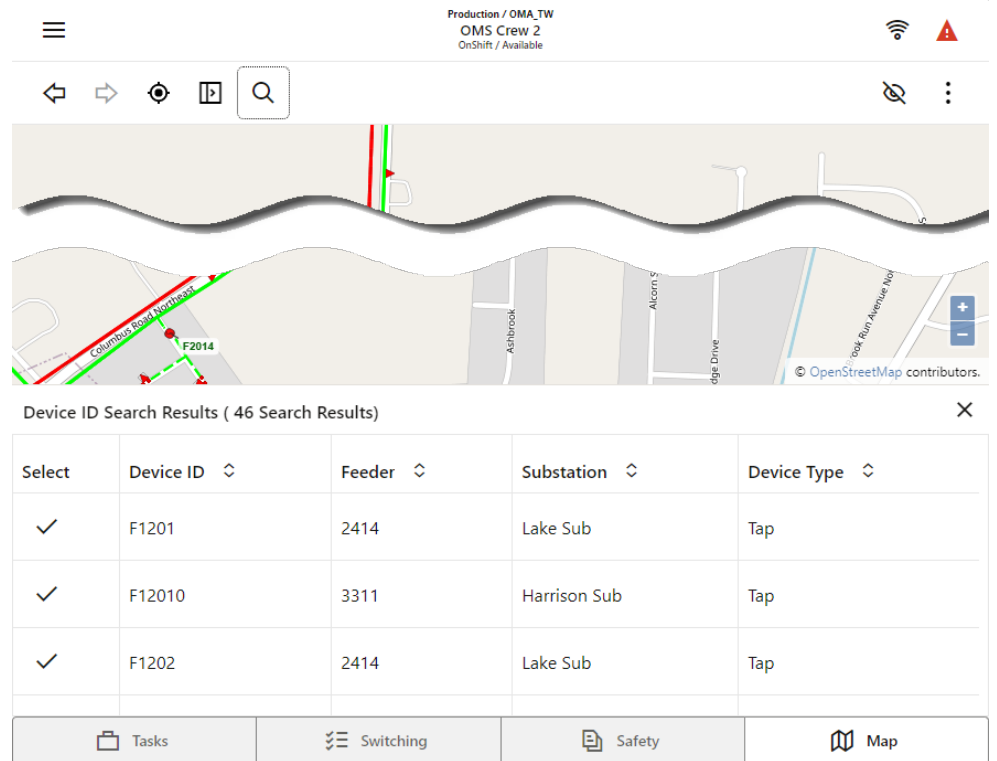 Production / OMA_TW
OMS Crew 2
OnShift / Available
Columbus Road Northeast
F2014
Ashbrook
Alcorn S
dge Drive
rook Run Avenue No
S
+
−
© OpenStreetMap contributors.
Device ID Search Results ( 46 Search Results)
Select Device ID Feeder Substation Device Type
F1201 2414 Lake Sub Tap
F12010 3311 Harrison Sub Tap
F1202 2414 Lake Sub Tap
Tasks Switching Safety Map